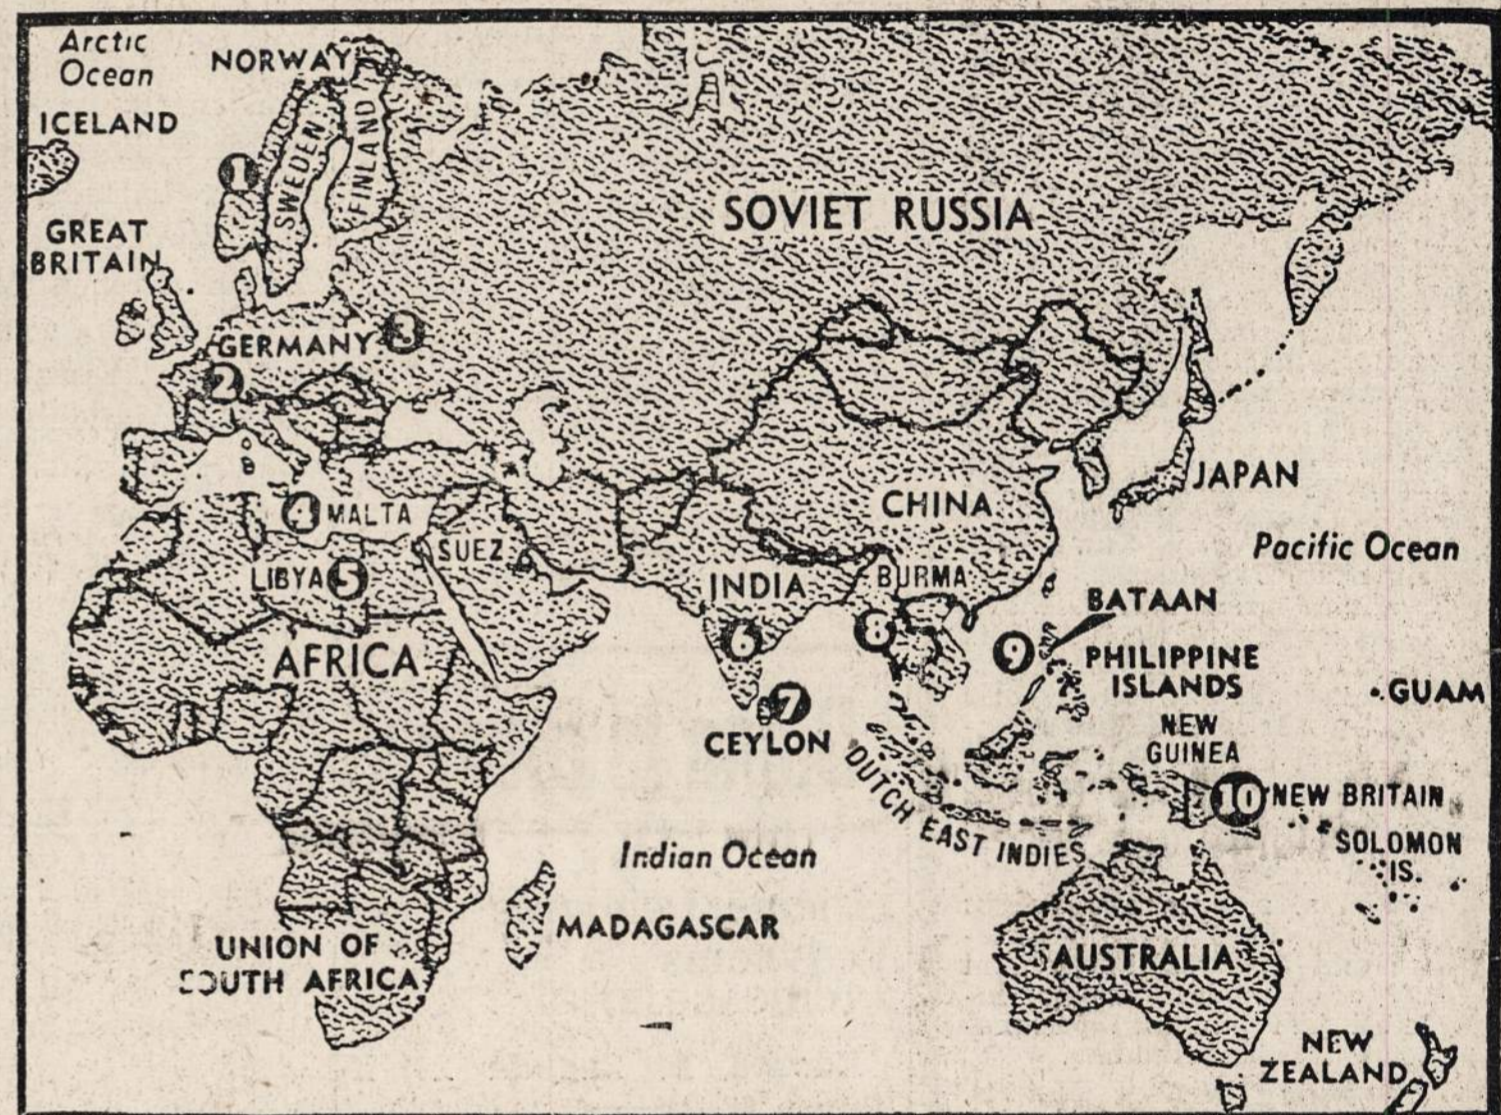 Arctic
Ocean
NORWAY
ICELAND
SWEDEN
FINLAND
1
SOVIET RUSSIA
GREAT
BRITAIN
GERMANY
3
2
JAPAN
CHINA
4 MALTA
SUEZ
Pacific Ocean
LIBYA 5
INDIA
BURMA
BATAAN
6
8
9
AFRICA
PHILIPPINE
ISLANDS
GUAM
7
CEYLON
NEW
GUINEA
DUTCH EAST INDIES
10 NEW BRITAIN
SOLOMON
IS.
Indian Ocean
MADAGASCAR
UNION OF
SOUTH AFRICA
AUSTRALIA
NEW
ZEALAND